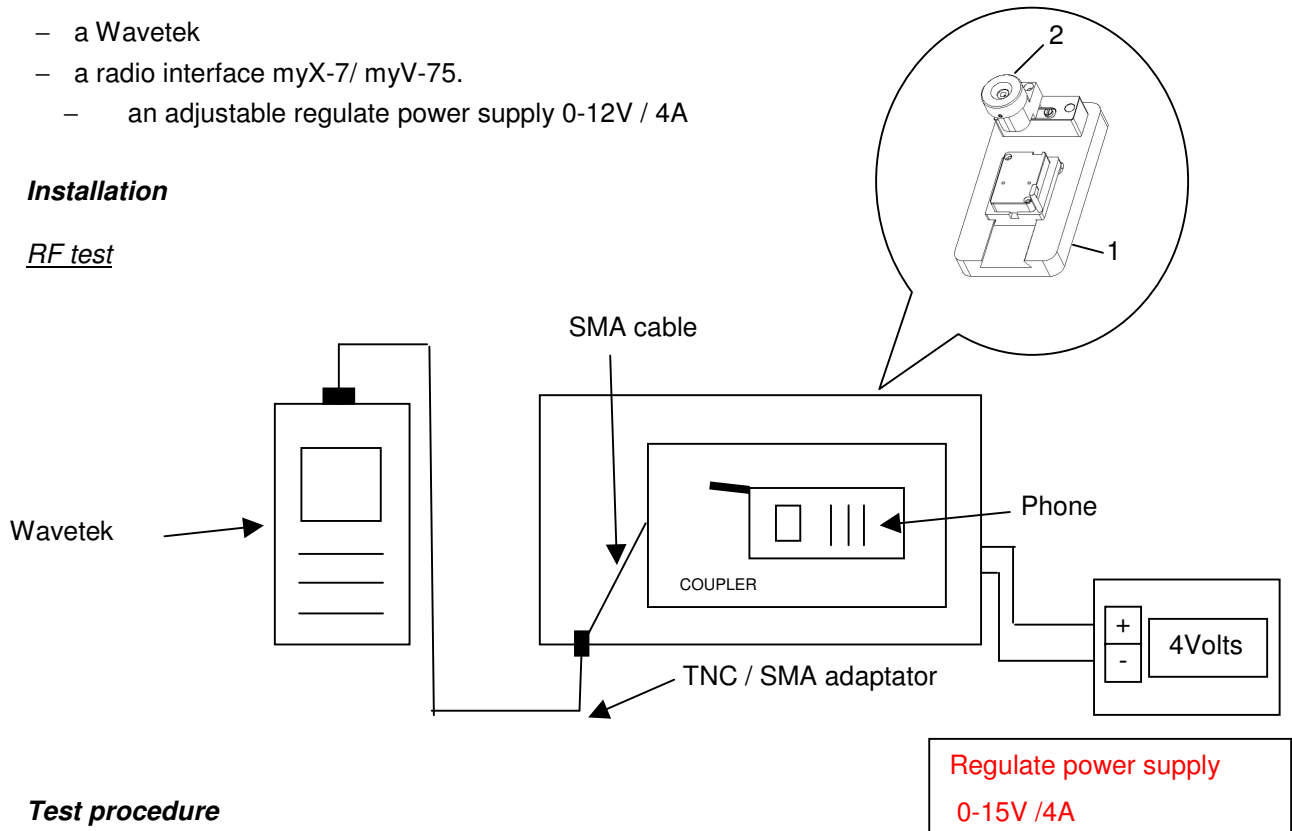 – a Wavetek
– a radio interface myX-7/ myV-75.
– an adjustable regulate power supply 0-12V / 4A
2
Installation
RF test
1
SMA cable
Phone
Wavetek
COUPLER
+
4Volts
-
TNC / SMA adaptator
Regulate power supply
0-15V /4A
Test procedure